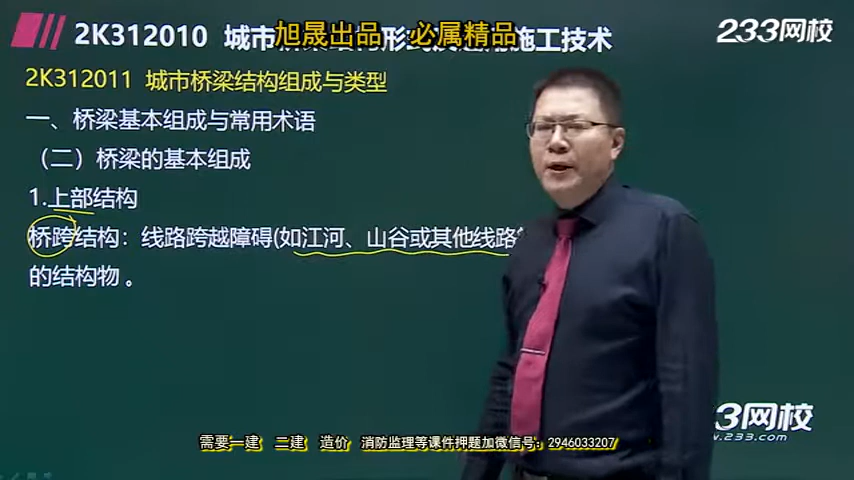 2K312010 城市
旭晟出品 必属精品
施工技术
233网校
2K312011 城市桥梁结构组成与类型
一、桥梁基本组成与常用术语
（二）桥梁的基本组成
1.上部结构
桥跨结构：线路跨越障碍(如江河、山谷或其他线路
的结构物。
3网校
w.233.com
需要一建 二建 造价 消防监理等课件押题加微信号：2946033207